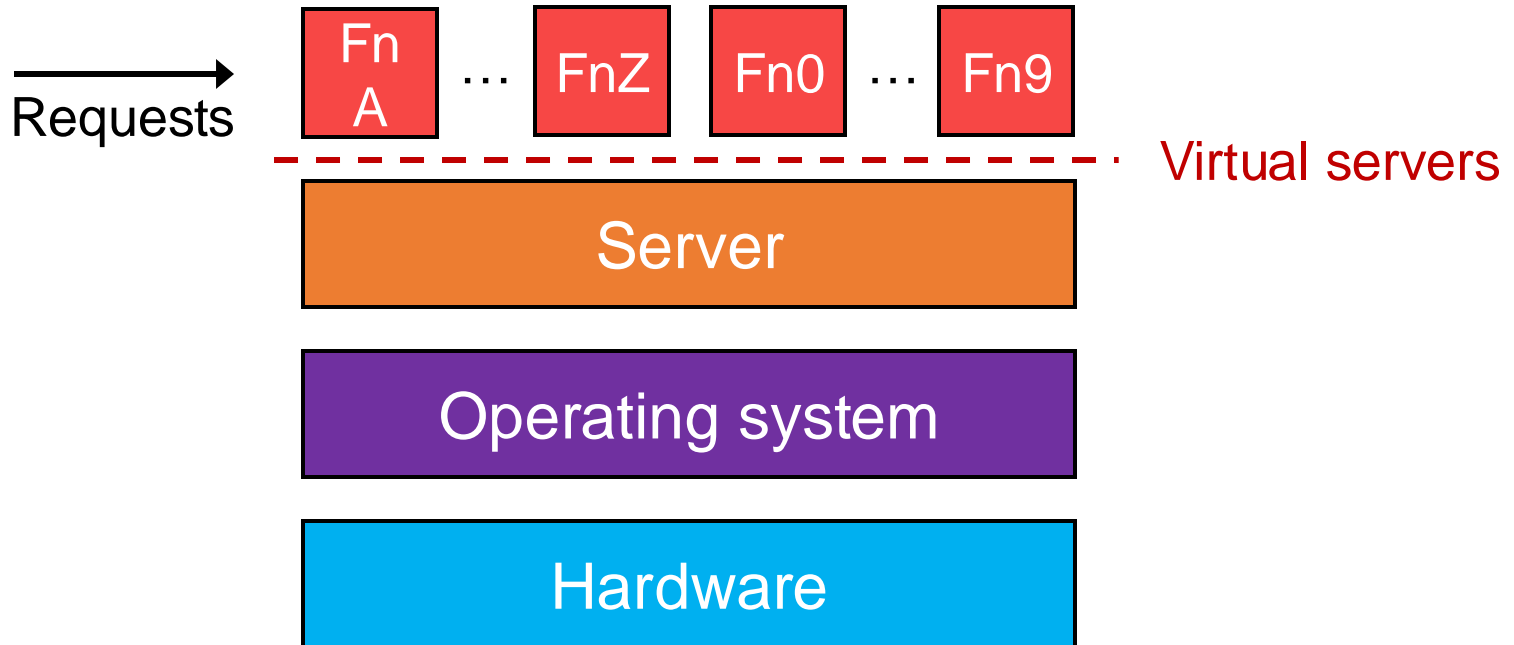 Requests
Fn
A
...
FnZ
Fn0
...
Fn9
Virtual servers
Server
Operating system
Hardware